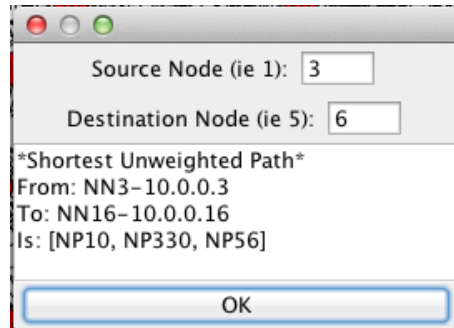 Source Node (ie 1): 3
Destination Node (ie 5): 6
*Shortest Unweighted Path*
From: NN3-10.0.0.3
To: NN16-10.0.0.16
Is: [NP10, NP330, NP56]
OK